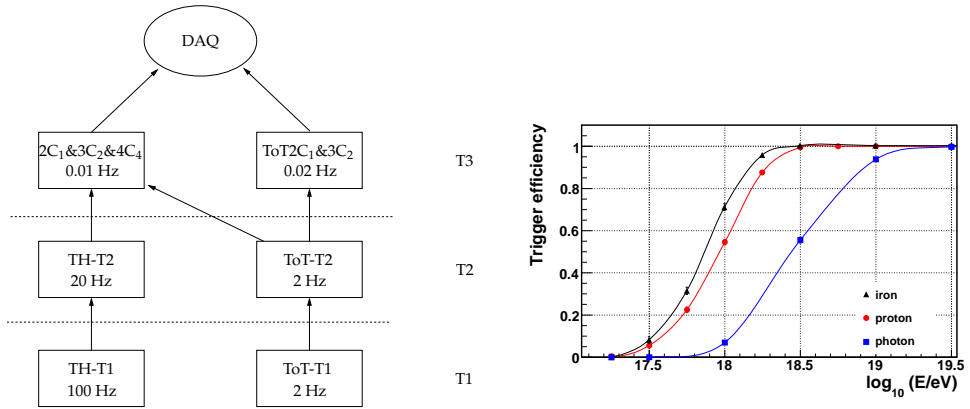 DAQ
2C₁&3C₂&4C₄
0.01 Hz
ToT2C₁&3C₂
0.02 Hz
T3
TH-T2
20 Hz
ToT-T2
2 Hz
T2
TH-T1
100 Hz
ToT-T1
2 Hz
T1
Trigger efficiency
1
0.8
0.6
0.4
0.2
0
iron
proton
photon
17.5 18 18.5 19 19.5
log₁₀ (E/eV)